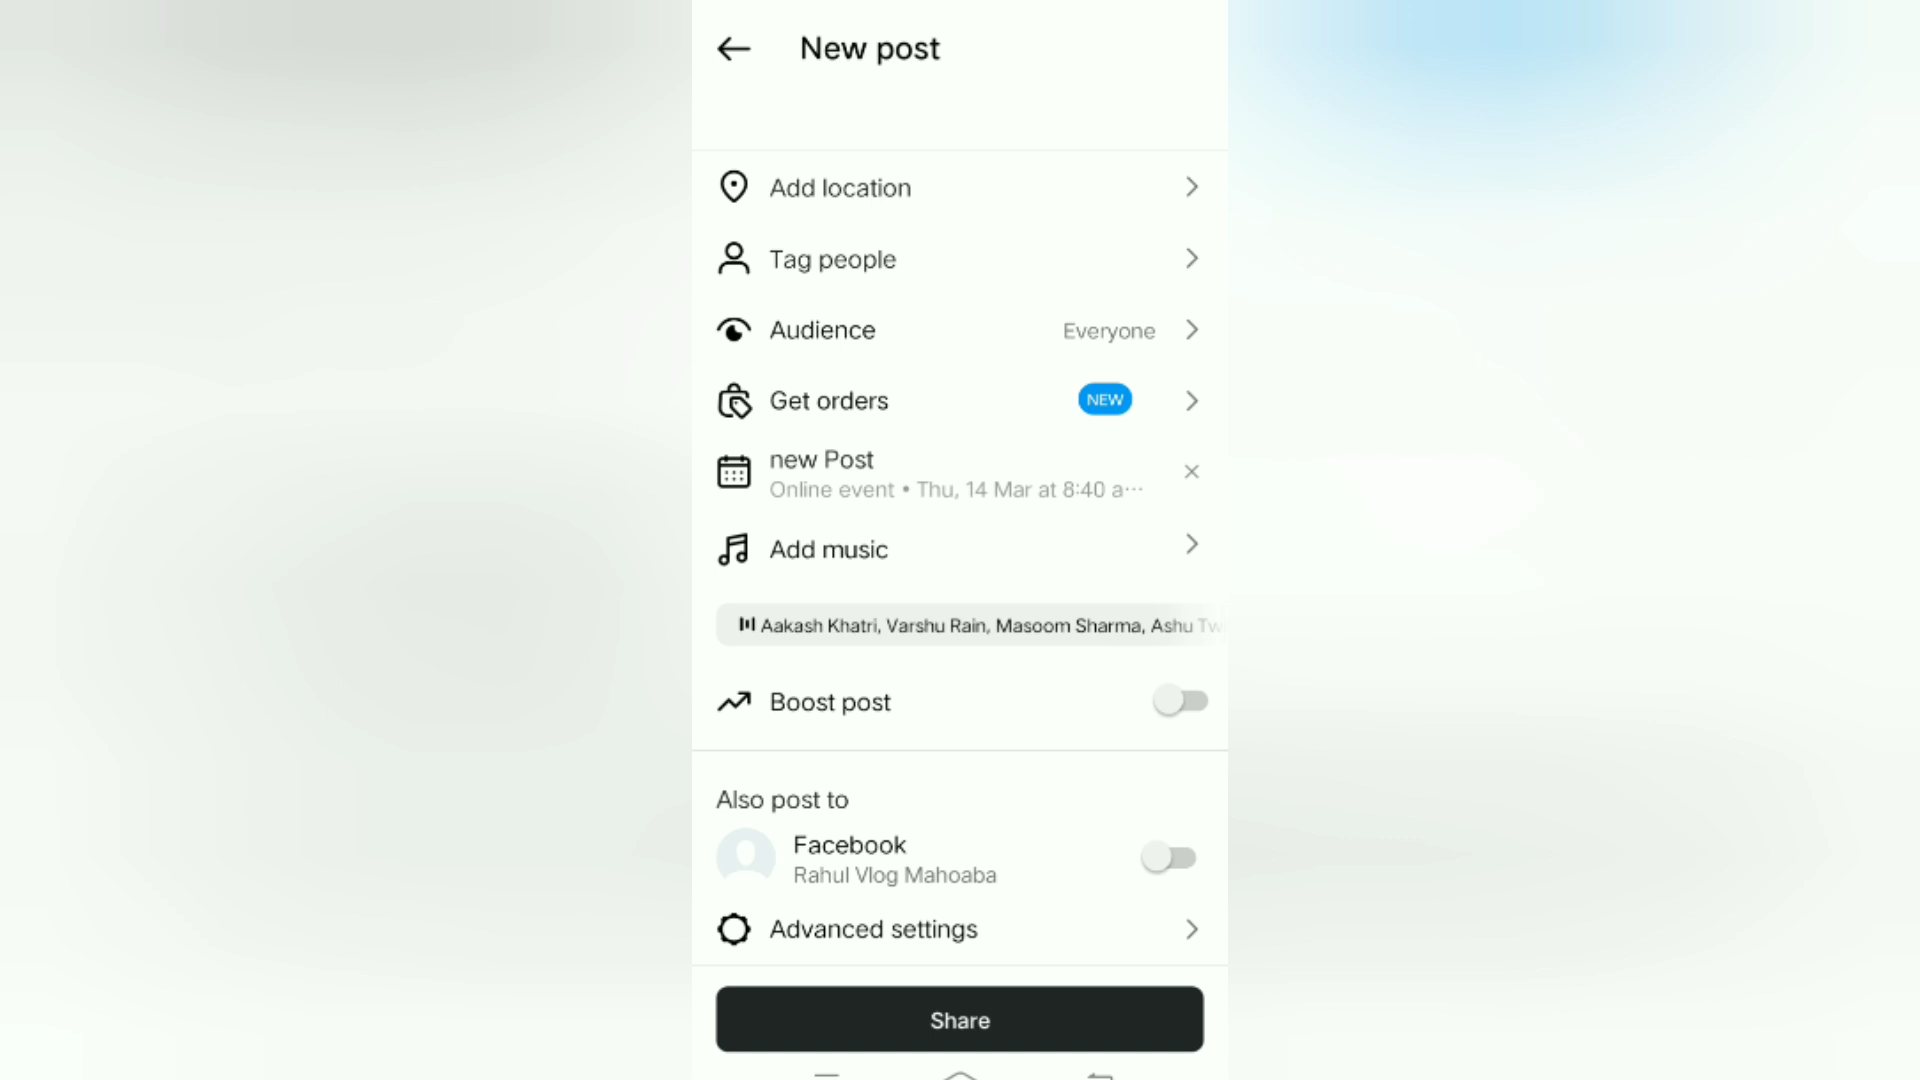 New post
Add location
Tag people
Audience Everyone
Get orders NEW
new Post
Online event • Thu, 14 Mar at 8:40 a...
Add music
Aakash Khatri, Varshu Rain, Masoom Sharma, Ashu Tw
Boost post
Also post to
Facebook
Rahul Vlog Mahoaba
Advanced settings
Share